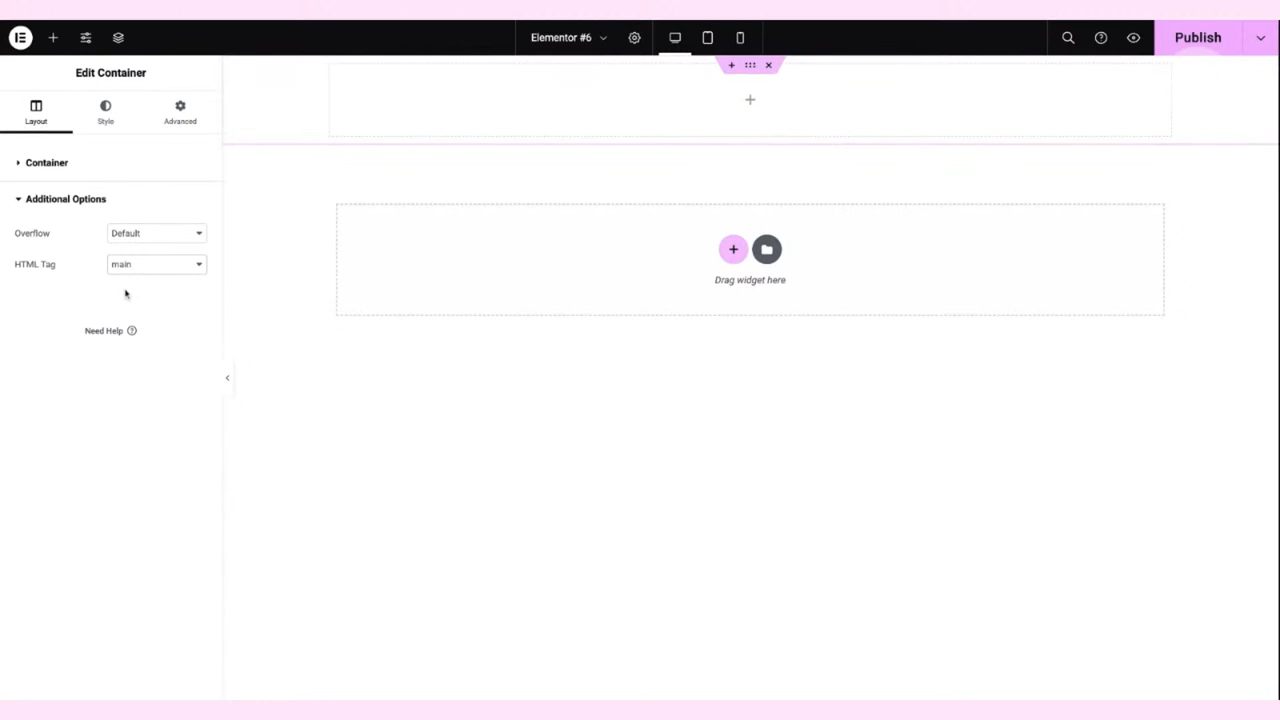 Elementor #6
Publish
Edit Container
Layout
Style
Advanced
Container
Additional Options
Overflow
Default
HTML Tag
main
Need Help
Drag widget here